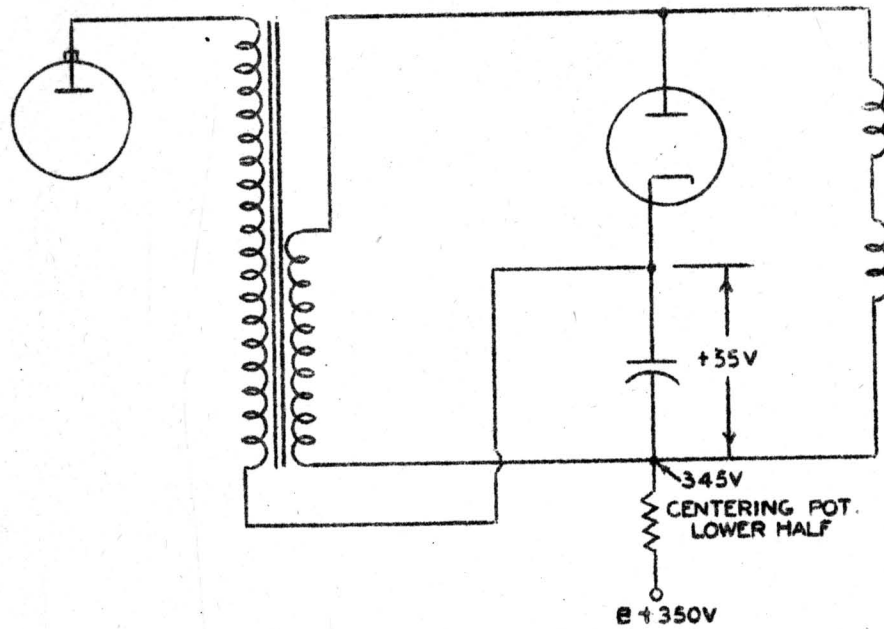 +35V
345V
CENTERING POT.
LOWER HALF
B+350V